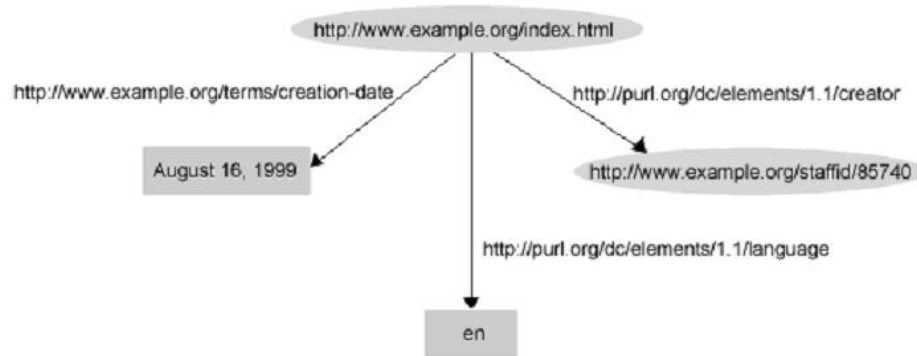 http://www.example.org/index.html
http://www.example.org/terms/creation-date
http://purl.org/dc/elements/1.1/creator
August 16, 1999
http://www.example.org/staffid/85740
http://purl.org/dc/elements/1.1/language
en